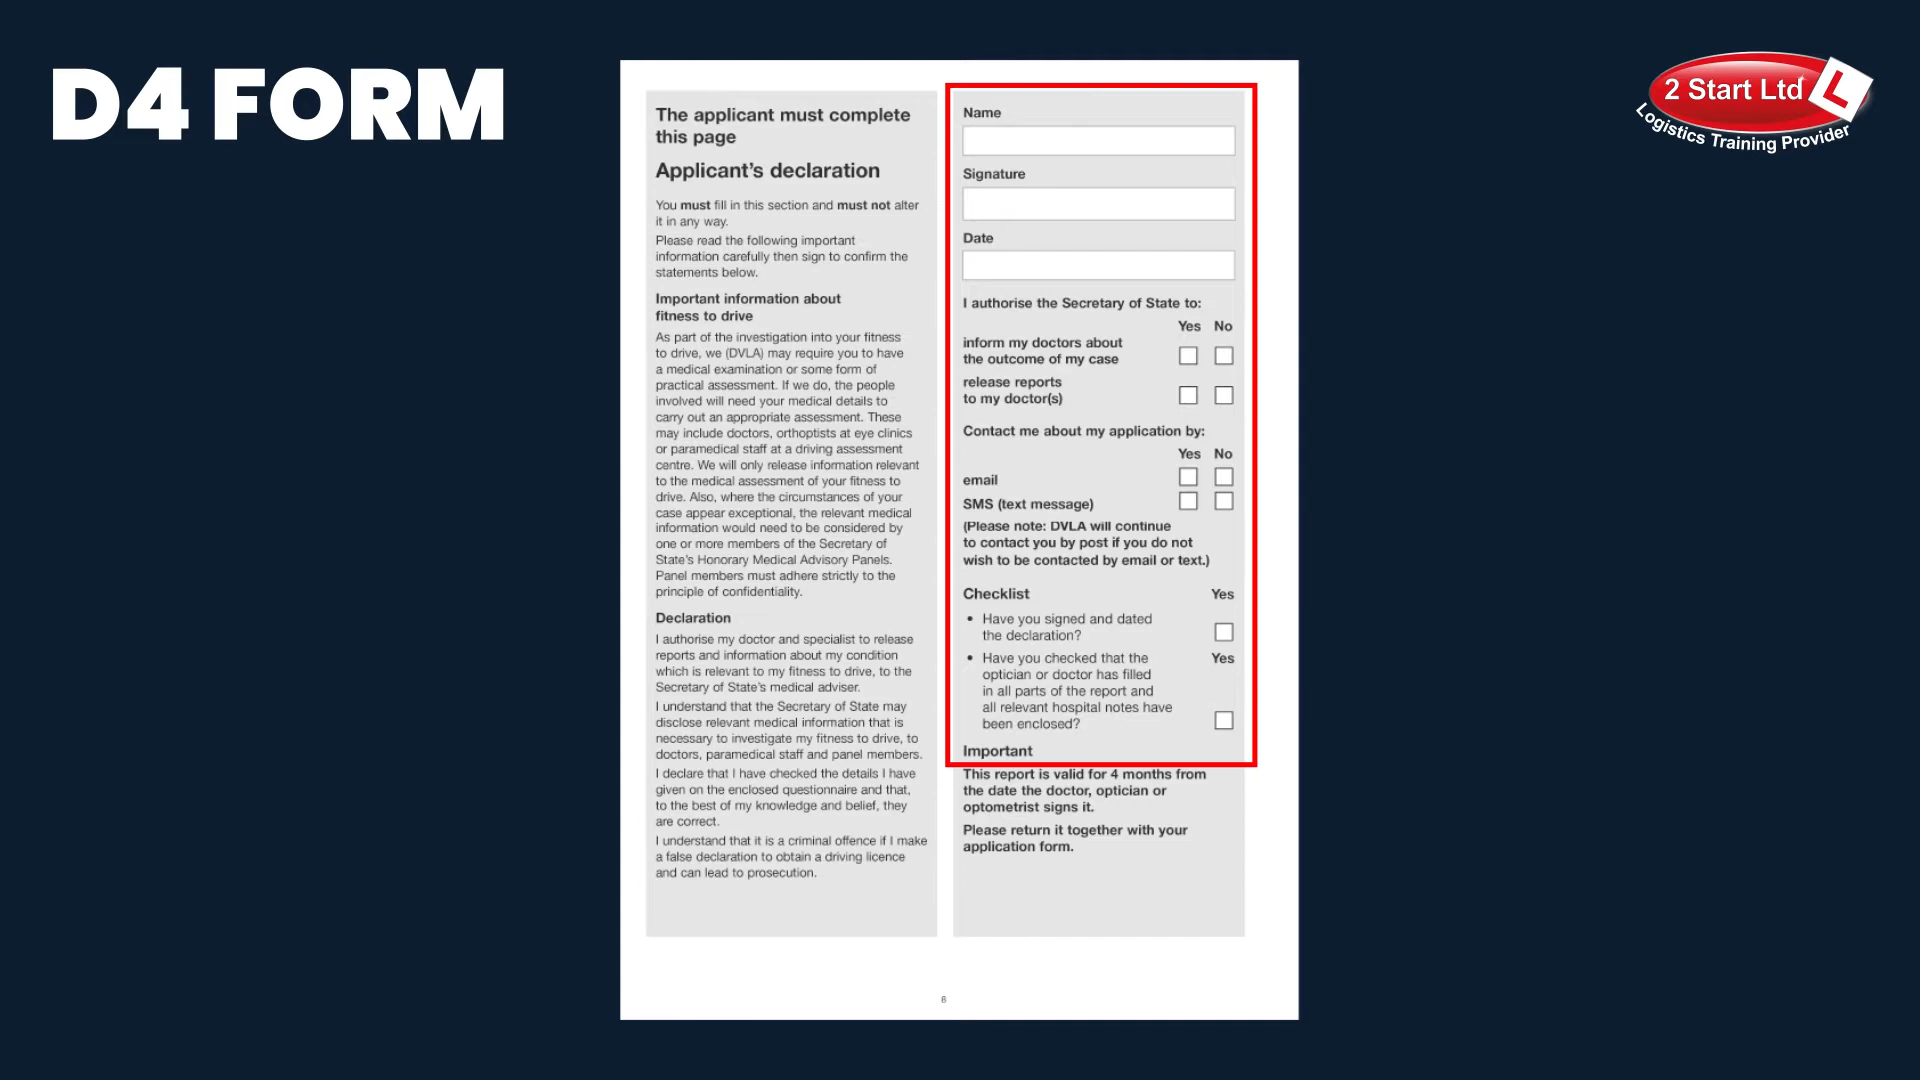 D4 FORM
2 Start Ltd
L
Logistics Training Provider
The applicant must complete
this page
Applicant's declaration
You must fill in this section and must not alter
it in any way.
Please read the following important
information carefully then sign to confirm the
statements below.
Important information about
fitness to drive
As part of the investigation into your fitness
to drive, we (DVLA) may require you to have
a medical examination or some form of
practical assessment. If we do, the people
involved will need your medical details to
carry out an appropriate assessment. These
may include doctors, orthoptists at eye clinics
or paramedical staff at a driving assessment
centre. We will only release information relevant
to the medical assessment of your fitness to
drive. Also, where the circumstances of your
case appear exceptional, the relevant medical
information would need to be considered by
one or more members of the Secretary of
State's Honorary Medical Advisory Panels.
Panel members must adhere strictly to the
principle of confidentiality.
Declaration
I authorise my doctor and specialist to release
reports and information about my condition
which is relevant to my fitness to drive, to the
Secretary of State's medical adviser.
I understand that the Secretary of State may
disclose relevant medical information that is
necessary to investigate my fitness to drive, to
doctors, paramedical staff and panel members.
I declare that I have checked the details I have
given on the enclosed questionnaire and that,
to the best of my knowledge and belief, they
are correct.
I understand that it is a criminal offence if I make
a false declaration to obtain a driving licence
and can lead to prosecution.
Name
Signature
Date
I authorise the Secretary of State to:
Yes No
inform my doctors about
the outcome of my case
release reports
to my doctor(s)
Contact me about my application by:
Yes No
email
SMS (text message)
(Please note: DVLA will continue
to contact you by post if you do not
wish to be contacted by email or text.)
Checklist Yes
• Have you signed and dated
the declaration?
• Have you checked that the Yes
optician or doctor has filled
in all parts of the report and
all relevant hospital notes have
been enclosed?
Important
This report is valid for 4 months from
the date the doctor, optician or
optometrist signs it.
Please return it together with your
application form.